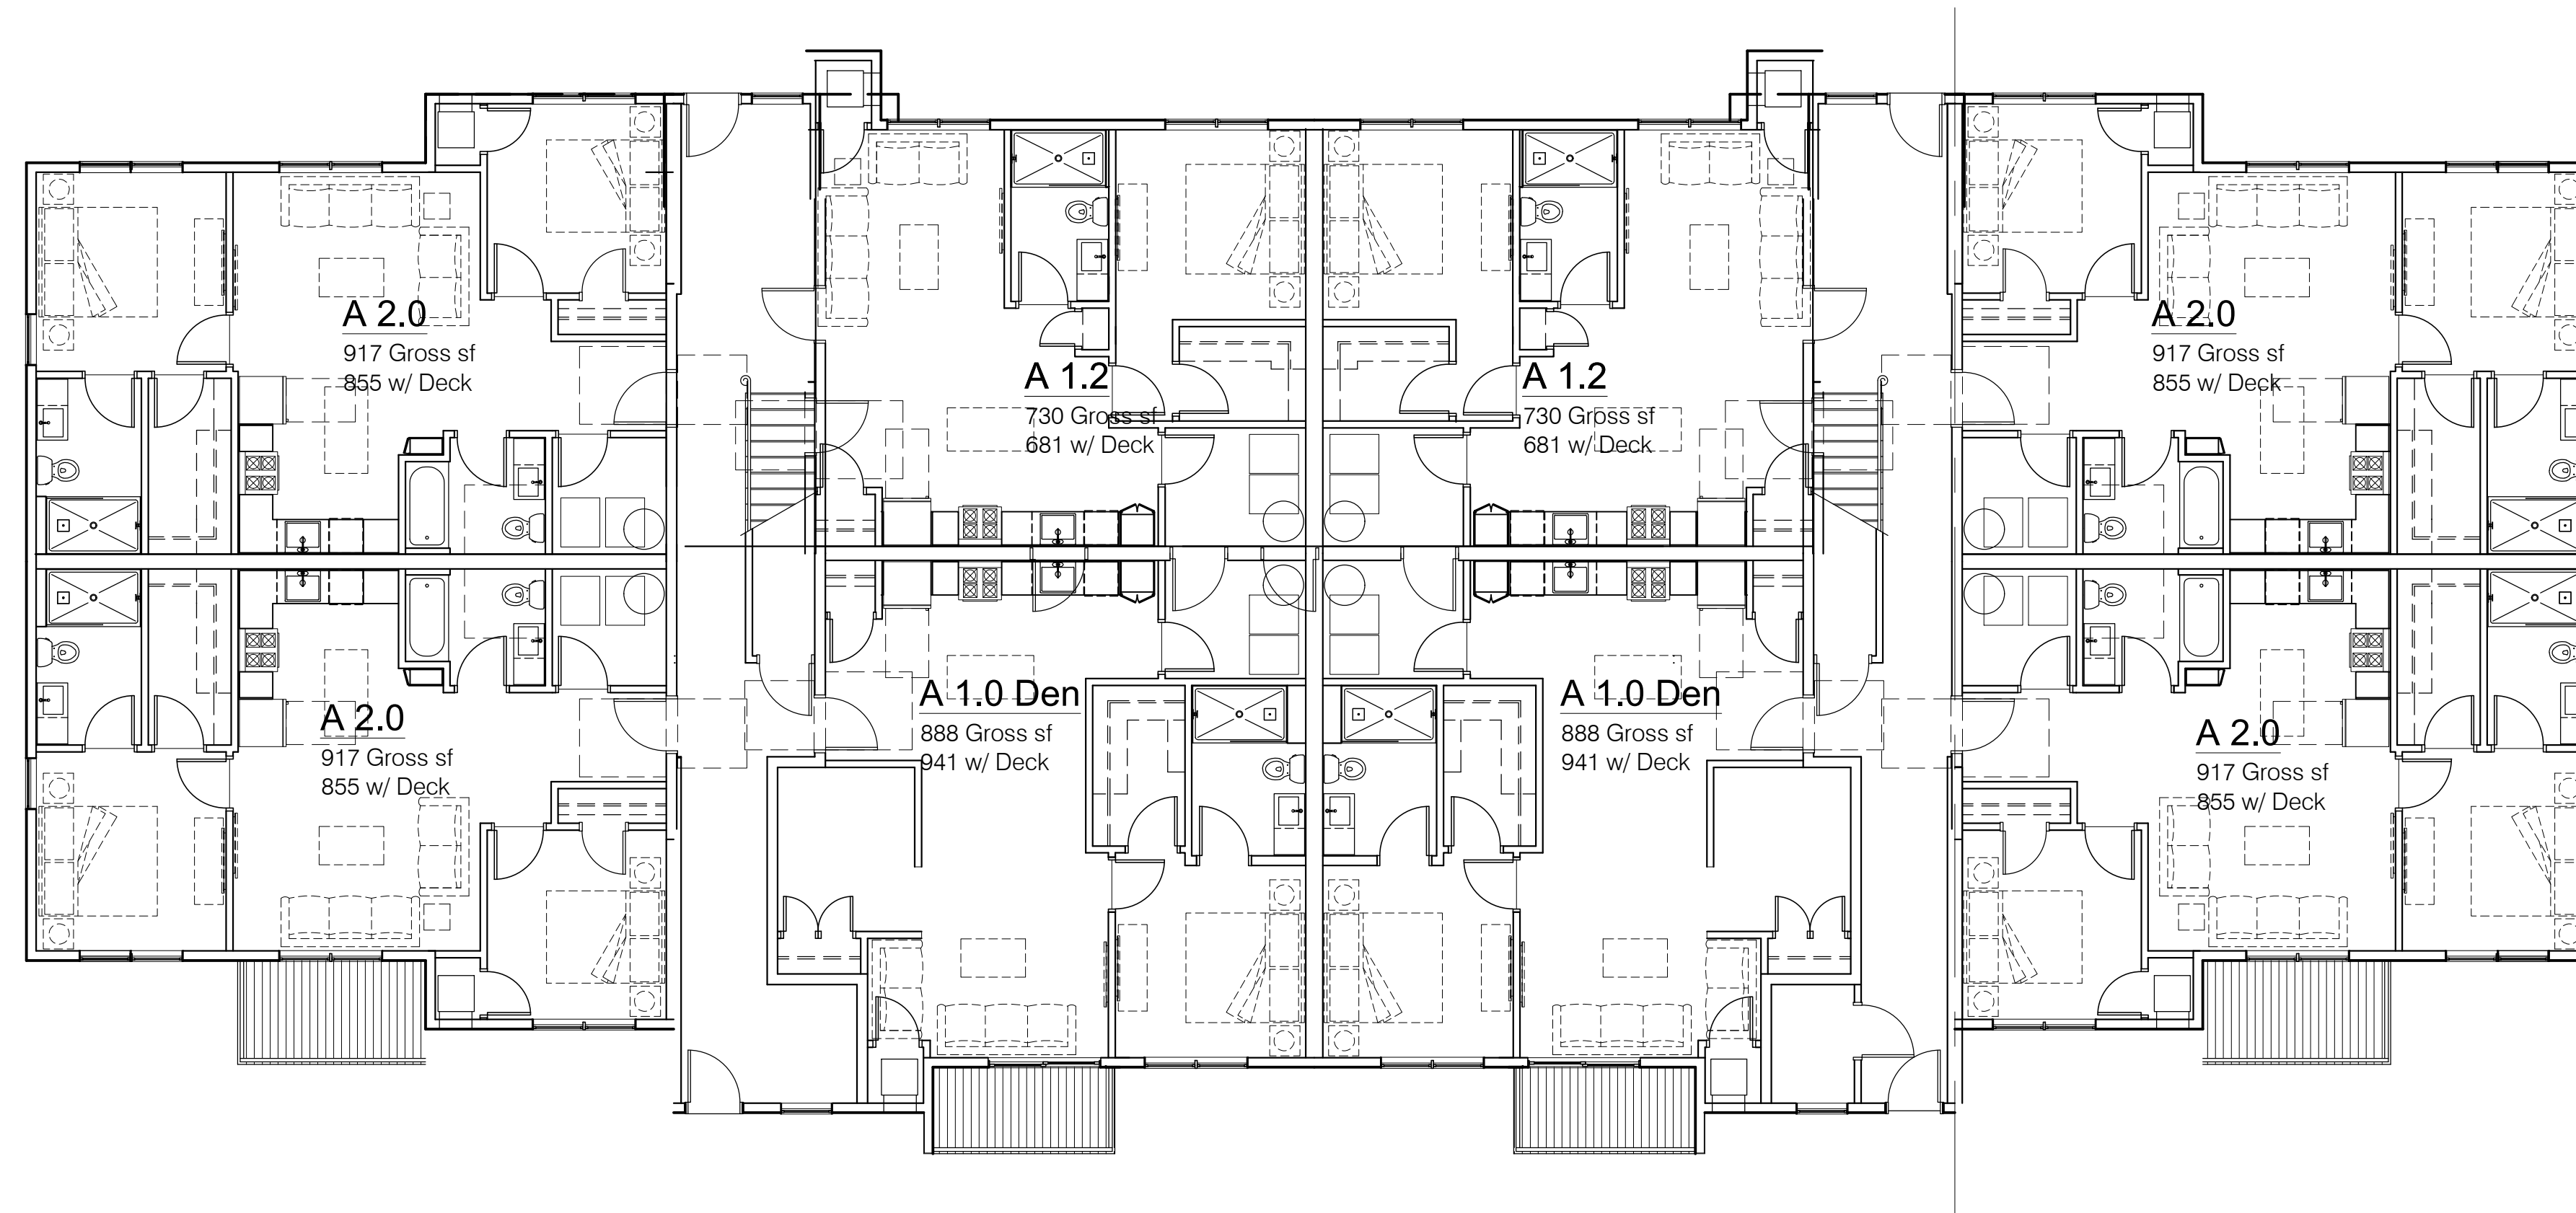 A 2.0
917 Gross sf
855 w/ Deck
A 1.2
730 Gross sf
681 w/ Deck
A 1.2
730 Gross sf
681 w/ Deck
A 2.0
917 Gross sf
855 w/ Deck
A 2.0
917 Gross sf
855 w/ Deck
A 1.0 Den
888 Gross sf
941 w/ Deck
A 1.0 Den
888 Gross sf
941 w/ Deck
A 2.0
917 Gross sf
855 w/ Deck